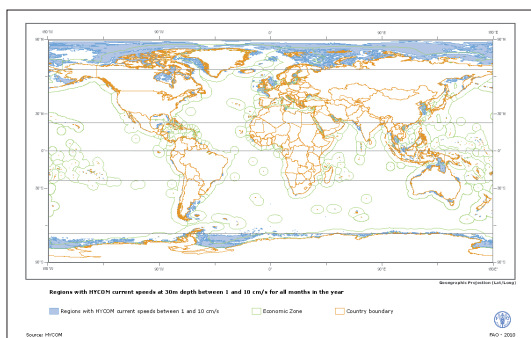 Geographic Projection (Lat/Long)
Regions with HYCOM current speeds at 30m depth between 1 and 10 cm/s for all months in the year
Regions with HYCOM current speeds between 1 and 10 cm/s
Economic Zone
Country boundary
Source: HYCOM
FAO - 2010